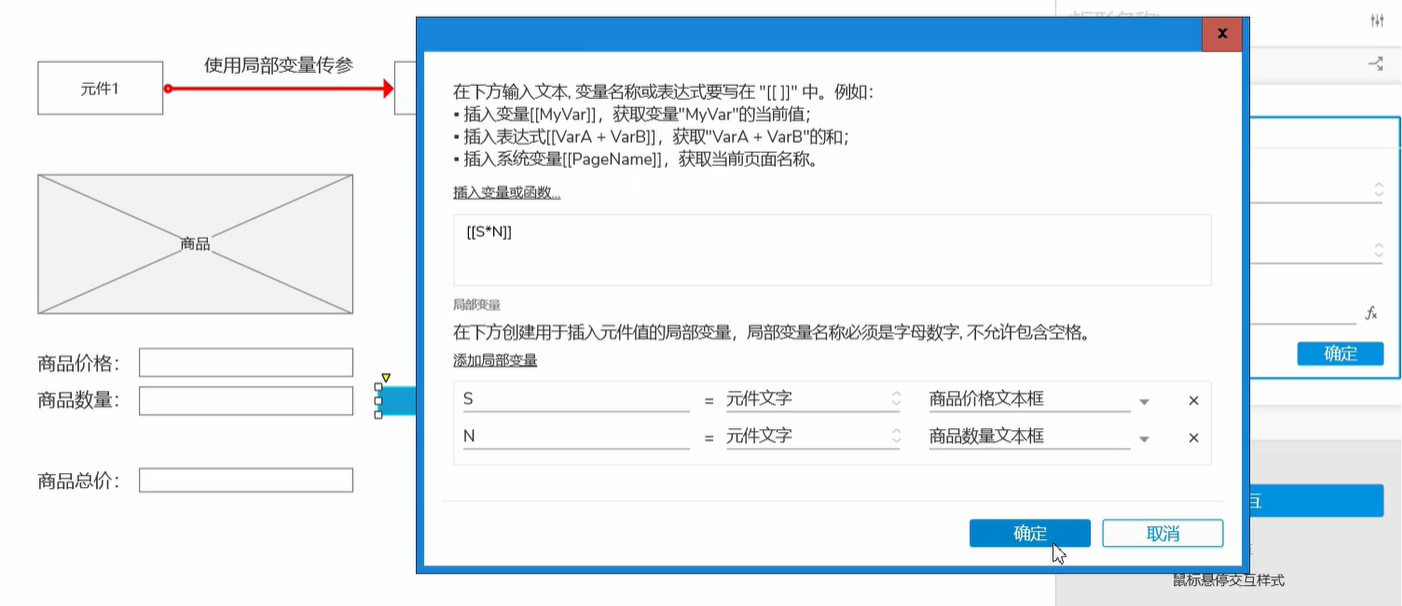 元件1
使用局部变量传参
商品
商品价格：
商品数量：
商品总价：
x
在下方输入文本, 变量名称或表达式要写在 "[[ ]]" 中。例如：
▪ 插入变量[[MyVar]]，获取变量"MyVar"的当前值；
▪ 插入表达式[[VarA + VarB]]，获取"VarA + VarB"的和；
▪ 插入系统变量[[PageName]]，获取当前页面名称。
插入变量或函数...
[[S*N]]
局部变量
在下方创建用于插入元件值的局部变量，局部变量名称必须是字母数字, 不允许包含空格。
添加局部变量
S = 元件文字 商品价格文本框 ×
N = 元件文字 商品数量文本框 ×
确定 取消
fx
确定
互
鼠标悬停交互样式